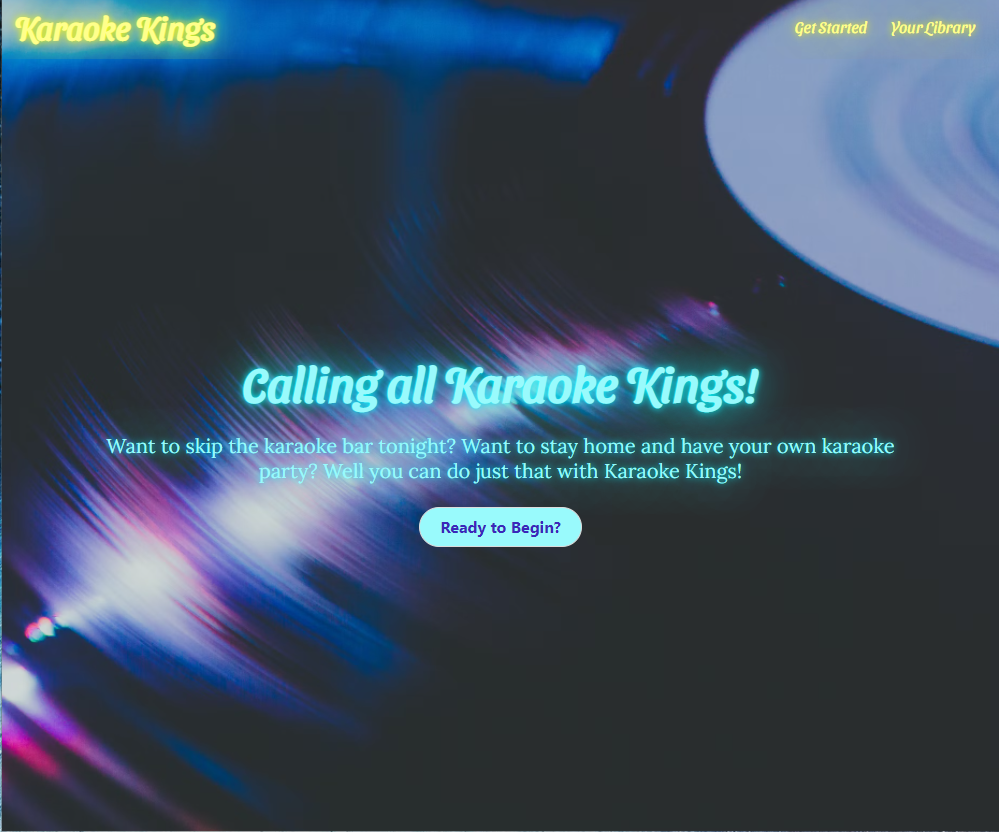 Karaoke Kings
Get Started
Your Library
Calling all Karaoke Kings!
Want to skip the karaoke bar tonight? Want to stay home and have your own karaoke
party? Well you can do just that with Karaoke Kings!
Ready to Begin?